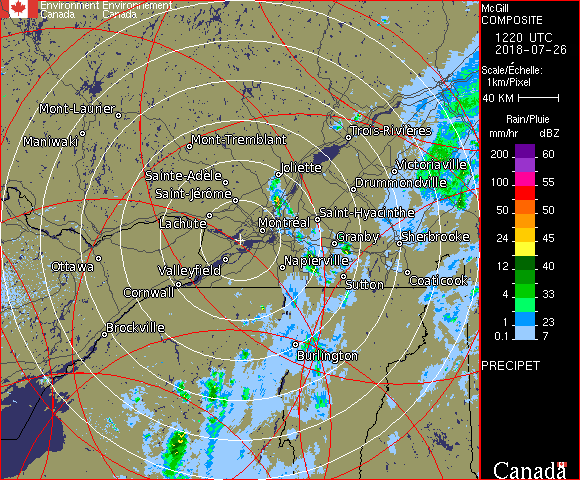 Environment Environnement
Canada Canada
McGill
COMPOSITE
1220 UTC
2018-07-26
Scale/Échelle:
1km/Pixel
40 KM
Rain/Pluie
mm/hr dBZ
200 60
100 55
50 50
24 45
12 40
4 33
2 28
1 23
0.1 7
PRECIPET
Canada
Mont-Laurier
Maniwaki
Mont-Tremblant
Trois-Rivières
Joliette
Victoriaville
Sainte-Adèle
Drummondville
Saint-Jérôme
Lachute
Saint-Hyacinthe
Montréal
Granby
Sherbrooke
Ottawa
Valleyfield
Napierville
Coaticook
Cornwall
Sutton
Brockville
Burlington